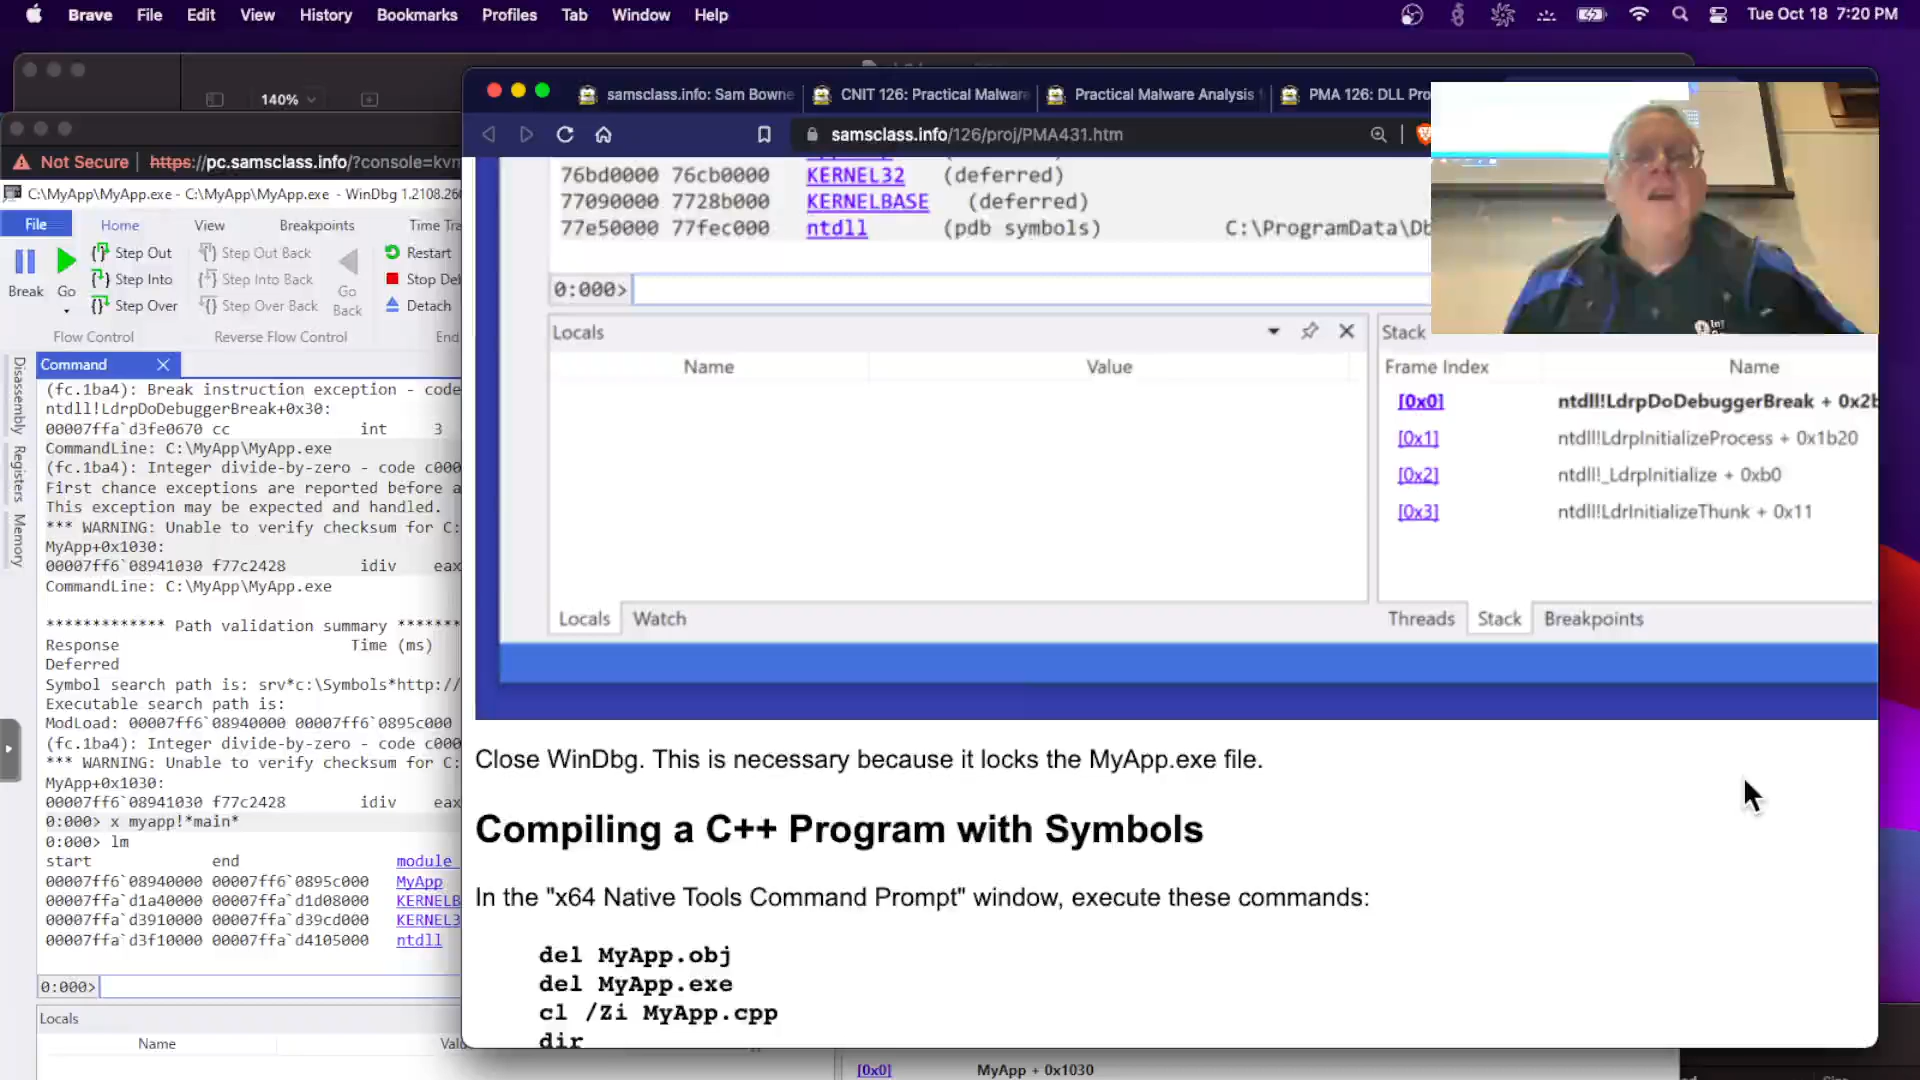 Brave File Edit View History Bookmarks Profiles Tab Window Help
Tue Oct 18 7:20 PM
140%
samsclass.info: Sam Bowne
CNIT 126: Practical Malware
Practical Malware Analysis
PMA 126: DLL Pro
samsclass.info/126/proj/PMA431.htm
Not Secure https://pc.samsclass.info/?console=kvm
C:\MyApp\MyApp.exe - C:\MyApp\MyApp.exe - WinDbg 1.2108.26
File Home View Breakpoints Time Tra
Step Out Step Out Back Restart
Step Into Step Into Back Stop De
Break Go Go Back
Step Over Step Over Back Detach
Flow Control Reverse Flow Control End
Disassembly
Registers
Memory
Command
(fc.1ba4): Break instruction exception - code
ntdll!LdrpDoDebuggerBreak+0x30:
00007ffa`d3fe0670 cc int 3
CommandLine: C:\MyApp\MyApp.exe
(fc.1ba4): Integer divide-by-zero - code c000
First chance exceptions are reported before a
This exception may be expected and handled.
*** WARNING: Unable to verify checksum for C:
MyApp+0x1030:
00007ff6`08941030 f77c2428 idiv eax
CommandLine: C:\MyApp\MyApp.exe
************* Path validation summary *******
Response Time (ms)
Deferred
Symbol search path is: srv*c:\Symbols*http://
Executable search path is:
ModLoad: 00007ff6`08940000 00007ff6`0895c000
(fc.1ba4): Integer divide-by-zero - code c000
*** WARNING: Unable to verify checksum for C:
MyApp+0x1030:
00007ff6`08941030 f77c2428 idiv eax
0:000> x myapp!*main*
0:000> lm
start end module
00007ff6`08940000 00007ff6`0895c000 MyApp
00007ffa`d1a40000 00007ffa`d1d08000 KERNELB
00007ffa`d3910000 00007ffa`d39cd000 KERNEL3
00007ffa`d3f10000 00007ffa`d4105000 ntdll
0:000>
Locals
Name Valu
[0x0] MyApp + 0x1030
76bd0000 76cb0000 KERNEL32 (deferred)
77090000 7728b000 KERNELBASE (deferred)
77e50000 77fec000 ntdll (pdb symbols) C:\ProgramData\Db
0:000>
Locals
Name Value
Stack
Frame Index Name
[0x0] ntdll!LdrpDoDebuggerBreak + 0x2b
[0x1] ntdll!LdrpInitializeProcess + 0x1b20
[0x2] ntdll!_LdrpInitialize + 0xb0
[0x3] ntdll!LdrInitializeThunk + 0x11
Locals Watch
Threads Stack Breakpoints
Close WinDbg. This is necessary because it locks the MyApp.exe file.
Compiling a C++ Program with Symbols
In the "x64 Native Tools Command Prompt" window, execute these commands:
del MyApp.obj
del MyApp.exe
cl /Zi MyApp.cpp
dir